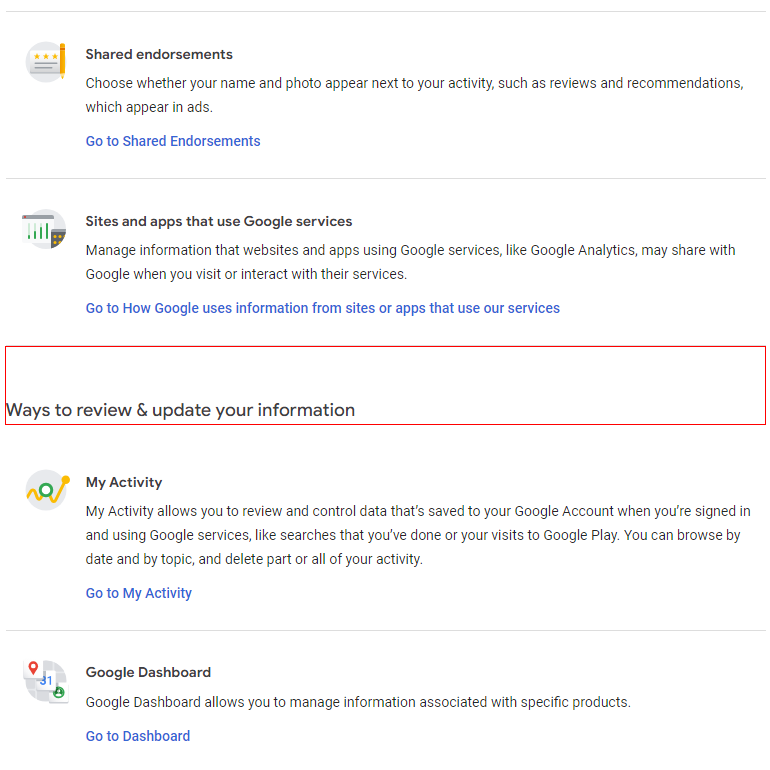 Shared endorsements
Choose whether your name and photo appear next to your activity, such as reviews and recommendations,
which appear in ads.
Go to Shared Endorsements
Sites and apps that use Google services
Manage information that websites and apps using Google services, like Google Analytics, may share with
Google when you visit or interact with their services.
Go to How Google uses information from sites or apps that use our services
Ways to review & update your information
My Activity
My Activity allows you to review and control data that’s saved to your Google Account when you’re signed in
and using Google services, like searches that you’ve done or your visits to Google Play. You can browse by
date and by topic, and delete part or all of your activity.
Go to My Activity
31
Google Dashboard
Google Dashboard allows you to manage information associated with specific products.
Go to Dashboard